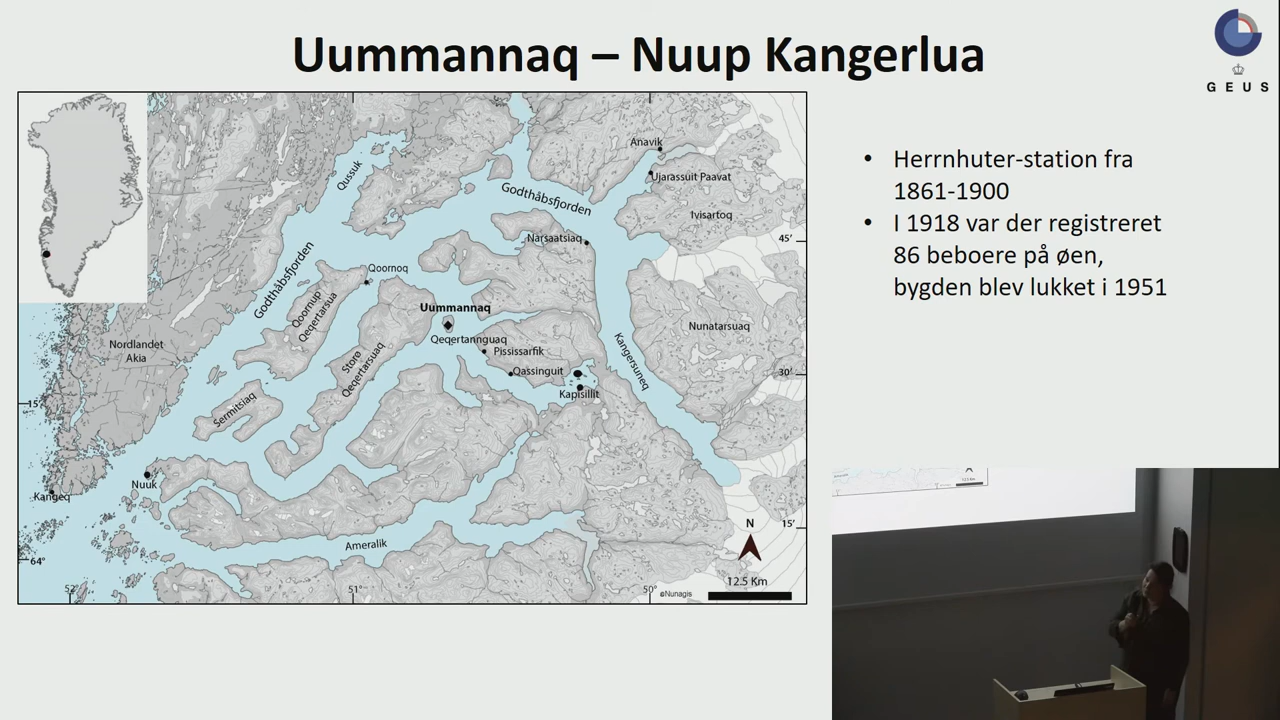 Uummannaq – Nuup Kangerlua
GEUS
Herrnhuter-station fra
1861-1900
I 1918 var der registreret
86 beboere på øen,
bygden blev lukket i 1951
Anavik
Qussuk
Ujarassuit Paavat
Godthåbsfjorden
Ivisartoq
Narsaatsiaq
45´
Qoornoq
Godthåbsfjorden
Qoornup
Qeqertarsua
Uummannaq
Nunatarsuaq
Nordlandet
Akia
Qeqertannguaq
Pississarfik
Storø
Qeqertarsuaq
Kangersuneq
Qassinguit
30´
Kapisillit
15´
Sermitsiaq
Nuuk
Kangeq
Ameralik
N
15´
64°
12.5 Km
52°
51°
50°
©Nunagis